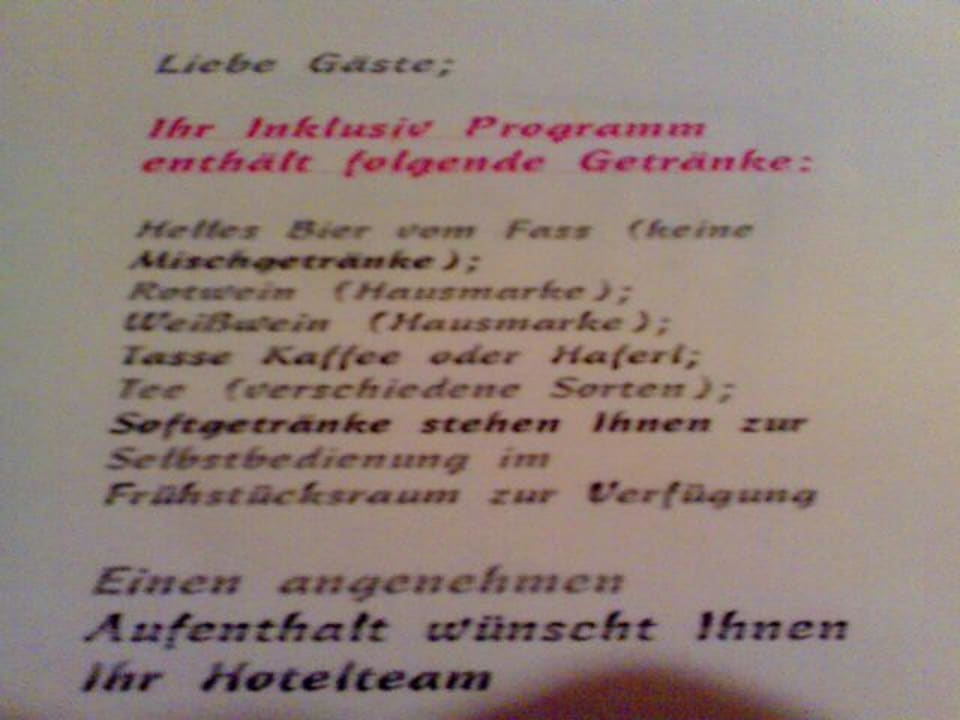 Liebe Gäste;
Ihr Inklusiv Programm
enthält folgende Getränke:
Helles Bier vom Fass (keine
Mischgetränke);
Rotwein (Hausmarke);
Weißwein (Hausmarke);
Tasse Kaffee oder Haferl;
Tee (verschiedene Sorten);
Softgetränke stehen Ihnen zur
Selbstbedienung im
Frühstücksraum zur Verfügung
Einen angenehmen
Aufenthalt wünscht Ihnen
Ihr Hotelteam